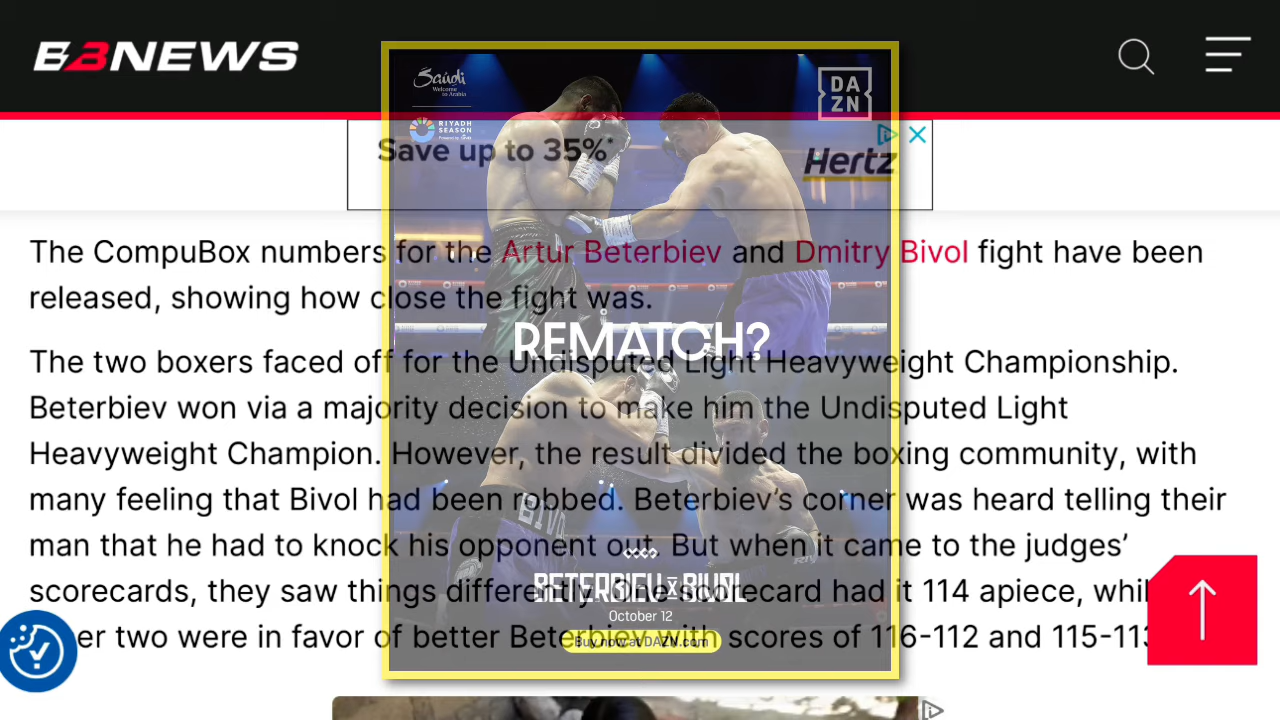 BBNEWS
Saudi
Welcome
to Arabia
DA
ZN
RIYADH
SEASON
Save up to 35%*
Hertz
The CompuBox numbers for the Artur Beterbiev and Dmitry Bivol fight have been
released, showing how close the fight was.
REMATCH?
The two boxers faced off for the Undisputed Light Heavyweight Championship.
Beterbiev won via a majority decision to make him the Undisputed Light
Heavyweight Champion. However, the result divided the boxing community, with
many feeling that Bivol had been robbed. Beterbiev's corner was heard telling their
man that he had to knock his opponent out. But when it came to the judges'
scorecards, they saw things differently. One scorecard had it 114 apiece,
BETERBIEV X BIVOL
October 12
two were in favor of better Beterbiev with scores of 116-112 and 115-113
Buy now at DAZN.com